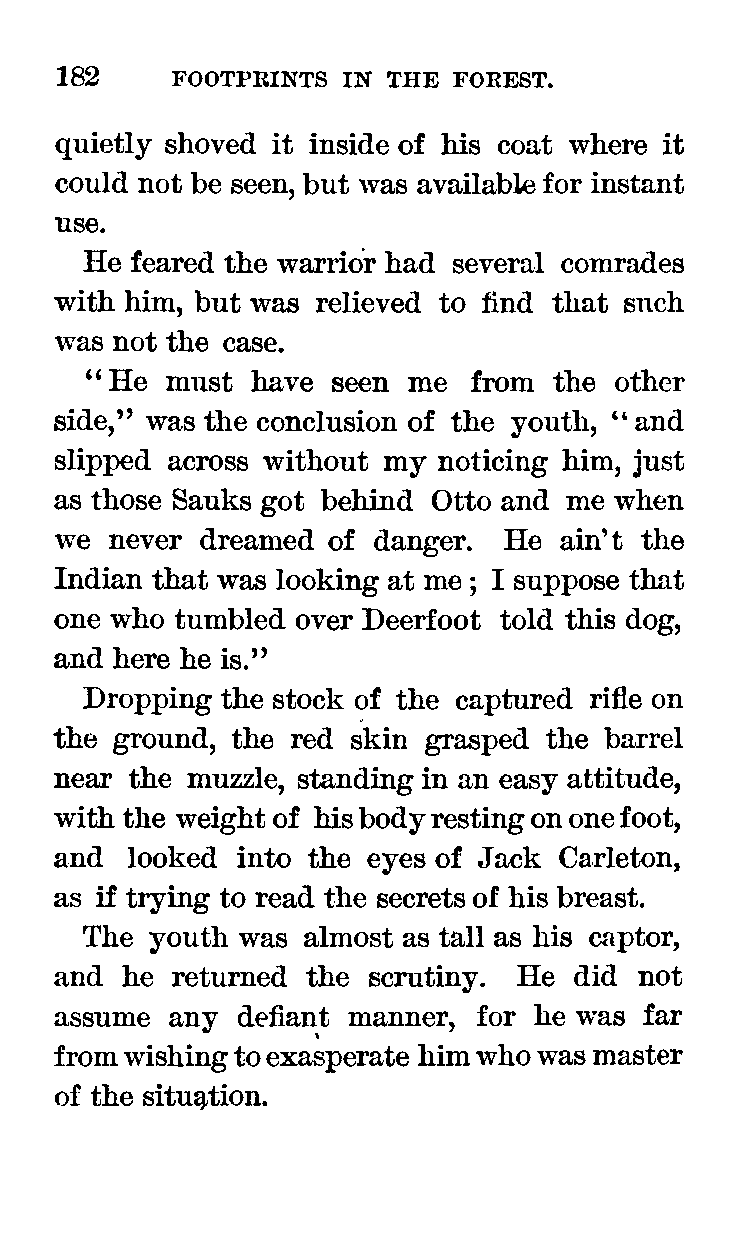 182 FOOTPRINTS IN THE FOREST.
quietly shoved it inside of his coat where it
could not be seen, but was available for instant
use.
He feared the warrior had several comrades
with him, but was relieved to find that such
was not the case.
“He must have seen me from the other
side,” was the conclusion of the youth, “and
slipped across without my noticing him, just
as those Sauks got behind Otto and me when
we never dreamed of danger. He ain’t the
Indian that was looking at me; I suppose that
one who tumbled over Deerfoot told this dog,
and here he is.”
Dropping the stock of the captured rifle on
the ground, the red skin grasped the barrel
near the muzzle, standing in an easy attitude,
with the weight of his body resting on one foot,
and looked into the eyes of Jack Carleton,
as if trying to read the secrets of his breast.
The youth was almost as tall as his captor,
and he returned the scrutiny. He did not
assume any defiant manner, for he was far
from wishing to exasperate him who was master
of the situation.